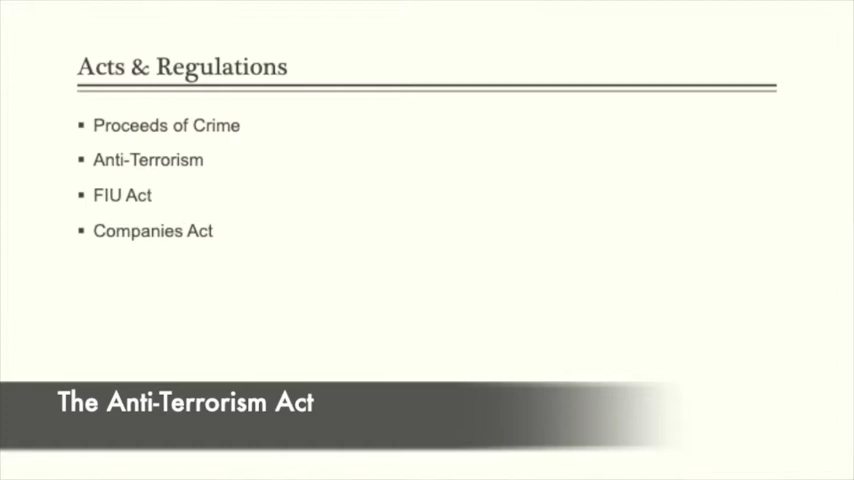 Acts & Regulations
▪ Proceeds of Crime
▪ Anti-Terrorism
▪ FIU Act
▪ Companies Act
The Anti-Terrorism Act